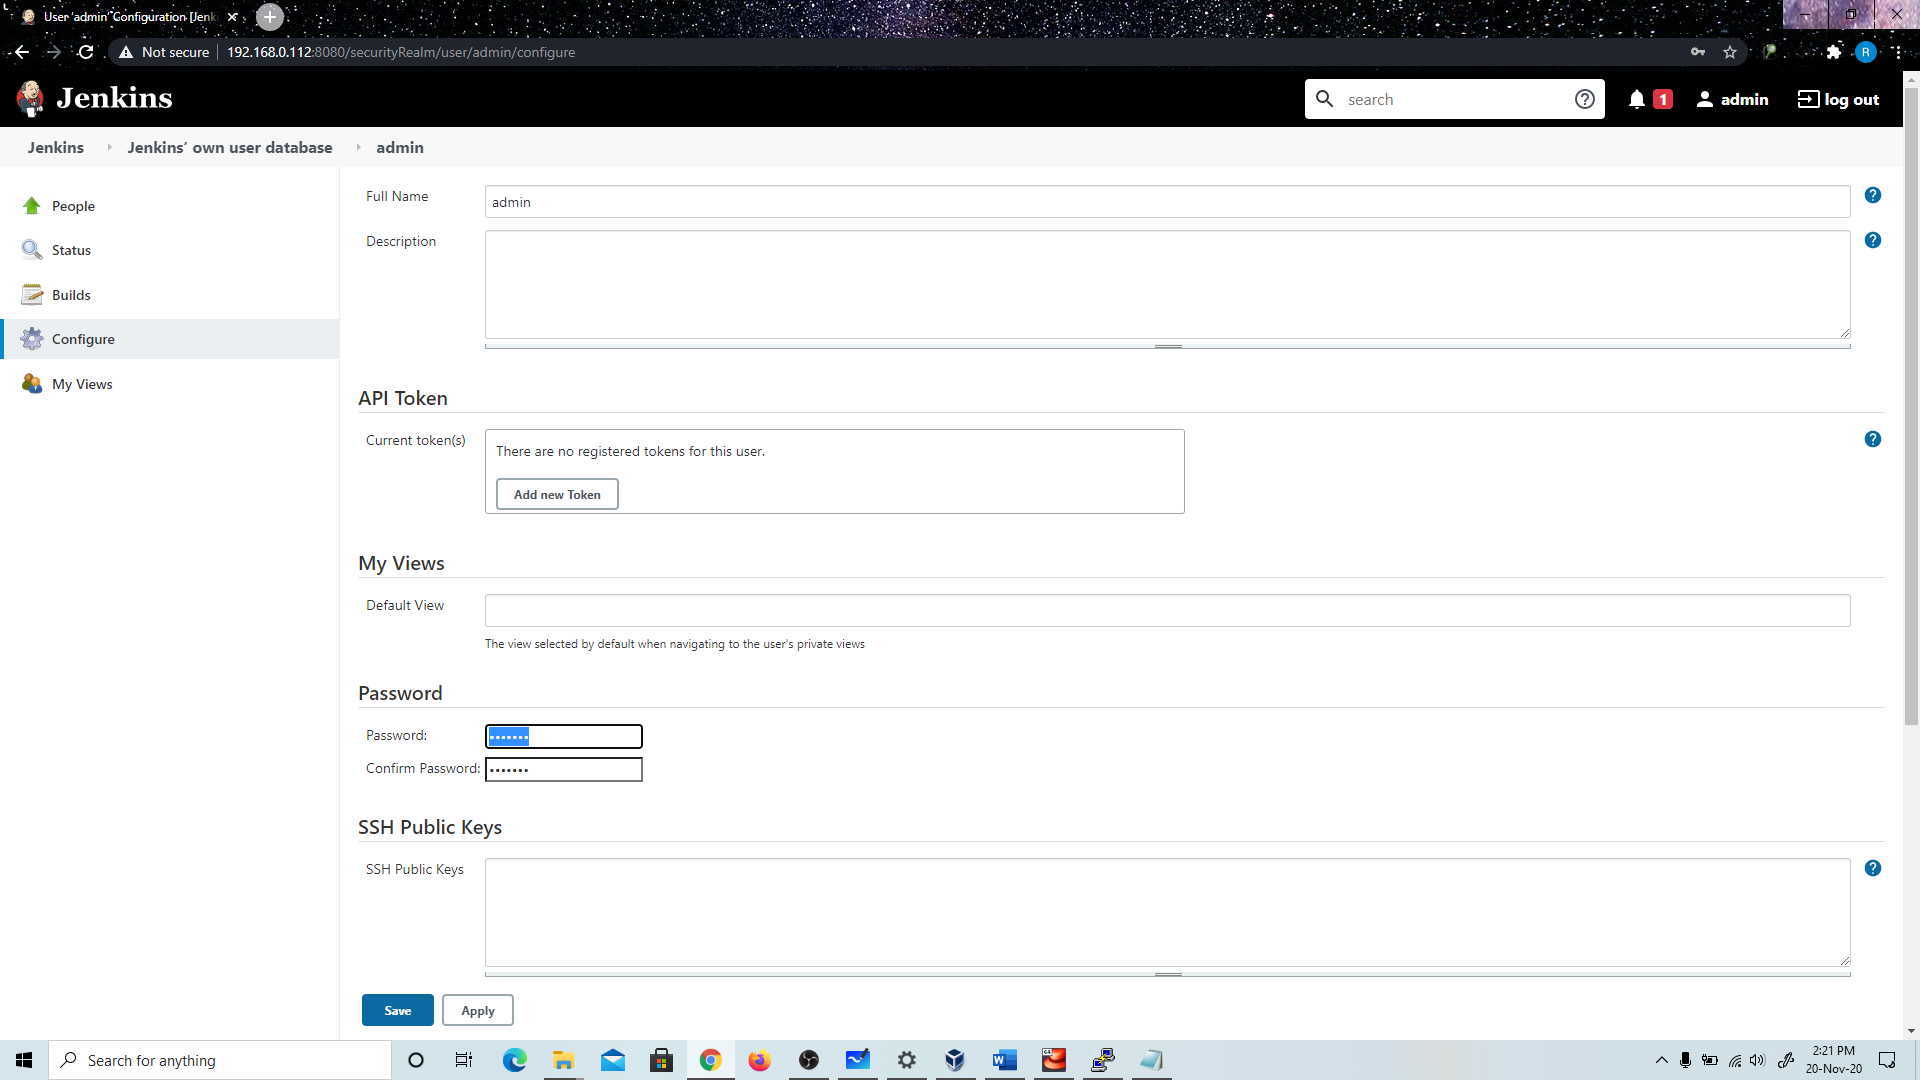 User 'admin' Configuration [Jenk
Not secure
192.168.0.112:8080/securityRealm/user/admin/configure
R
Jenkins
search
1
admin
log out
Jenkins
Jenkins' own user database
admin
People
Status
Builds
Configure
My Views
Full Name
admin
Description
API Token
Current token(s)
There are no registered tokens for this user.
Add new Token
My Views
Default View
The view selected by default when navigating to the user's private views
Password
Password:
•••••••
Confirm Password:
•••••••
SSH Public Keys
SSH Public Keys
Save
Apply
Search for anything
2:21 PM
20-Nov-20